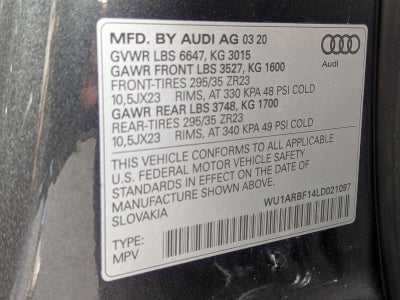 MFD. BY AUDI AG 03 20
GVWR LBS 6647, KG 3015
GAWR FRONT LBS 3527, KG 1600
FRONT-TIRES 295/35 ZR23
10,5JX23 RIMS, AT 330 KPA 48 PSI COLD
GAWR REAR LBS 3748, KG 1700
REAR-TIRES 295/35 ZR23
10,5JX23 RIMS, AT 340 KPA 49 PSI COLD
Audi
THIS VEHICLE CONFORMS TO ALL APPLICABLE
U.S. FEDERAL MOTOR VEHICLE SAFETY
STANDARDS IN EFFECT ON THE DATE OF
MANUFACTURE SHOWN ABOVE.
SLOVAKIA
WU1ARBF14LD021097
TYPE:
MPV